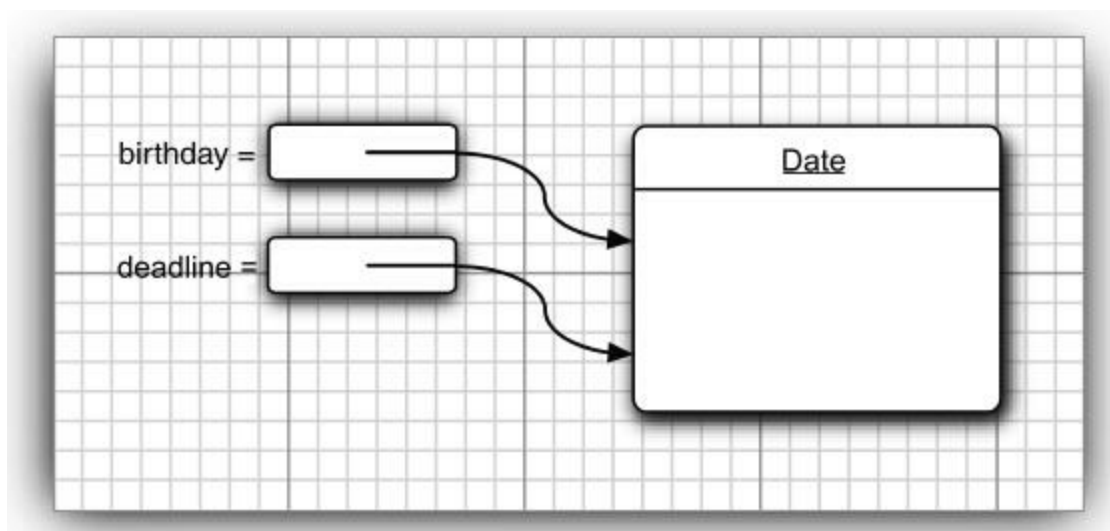 birthday =
Date
deadline =